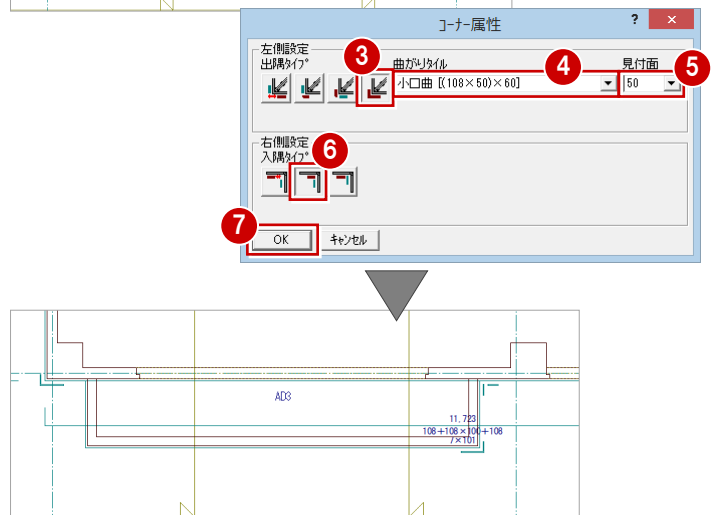 コーナー属性
? ×
左側設定
出隅タイプ
3
曲がりタイル
4
見付面
5
小口曲 [(108×50)×60]
50
右側設定
入隅タイプ
6
7
OK
キャンセル
AD3
11,723
108+108×100+108
7×101